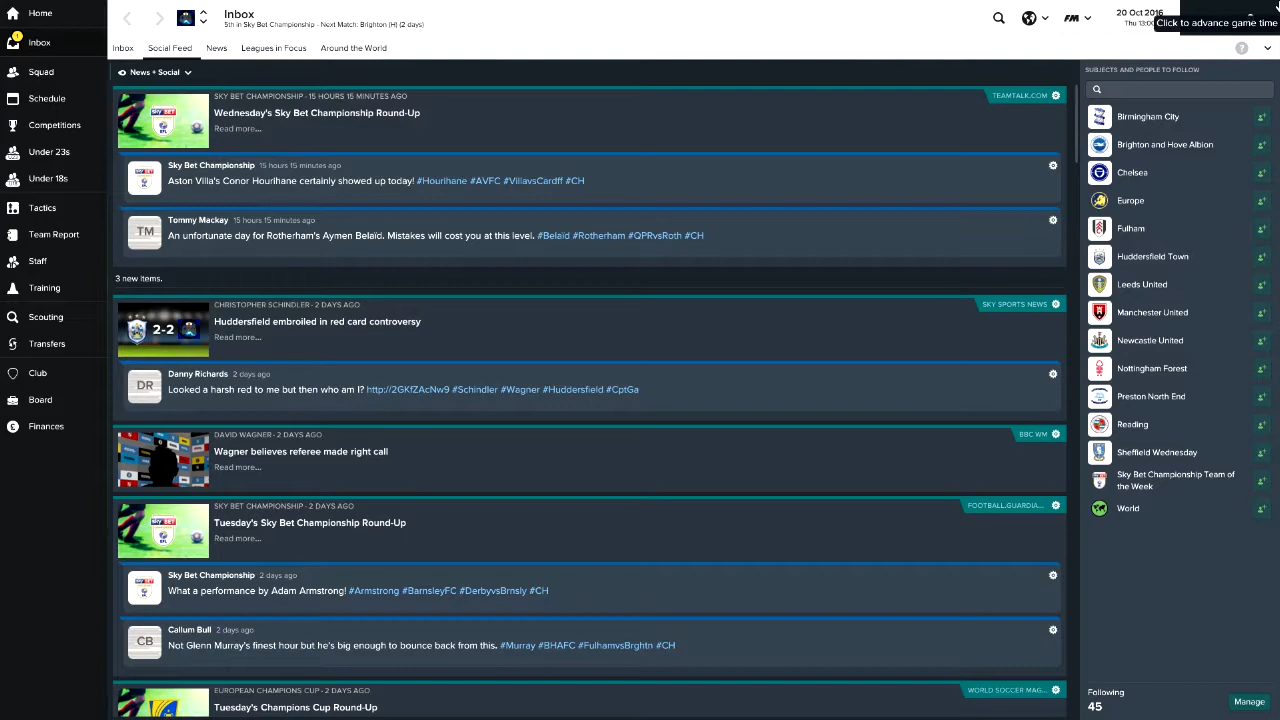 Home
Inbox
Squad
Schedule
Competitions
Under 23s
Under 18s
Tactics
Team Report
Staff
Training
Scouting
Transfers
Club
Board
Finances
Inbox
5th in Sky Bet Championship - Next Match: Brighton (H) (2 days)
FM
20 Oct 2016
Thu 13:00
Click to advance game time
Inbox
Social Feed
News
Leagues in Focus
Around the World
News + Social
SKY BET CHAMPIONSHIP - 15 HOURS 15 MINUTES AGO
TEAMTALK.COM
Wednesday's Sky Bet Championship Round-Up
Read more...
Sky Bet Championship 15 hours 15 minutes ago
Aston Villa's Conor Hourihane certainly showed up today! #Hourihane #AVFC #VillavsCardff #CH
TM
Tommy Mackay 15 hours 15 minutes ago
An unfortunate day for Rotherham's Aymen Belaïd. Mistakes will cost you at this level. #Belaïd #Rotherham #QPRvsRoth #CH
3 new items.
CHRISTOPHER SCHINDLER - 2 DAYS AGO
SKY SPORTS NEWS
2-2
Huddersfield embroiled in red card controversy
Read more...
DR
Danny Richards 2 days ago
Looked a harsh red to me but then who am I? http://2GKfZAcNw9 #Schindler #Wagner #Huddersfield #CptGa
DAVID WAGNER - 2 DAYS AGO
BBC WM
Wagner believes referee made right call
Read more...
SKY BET CHAMPIONSHIP - 2 DAYS AGO
FOOTBALL.GUARDIA...
Tuesday's Sky Bet Championship Round-Up
Read more...
Sky Bet Championship 2 days ago
What a performance by Adam Armstrong! #Armstrong #BarnsleyFC #DerbyvsBrnsly #CH
CB
Callum Bull 2 days ago
Not Glenn Murray's finest hour but he's big enough to bounce back from this. #Murray #BHAFC #FulhamvsBrghtn #CH
EUROPEAN CHAMPIONS CUP - 2 DAYS AGO
WORLD SOCCER MAG...
Tuesday's Champions Cup Round-Up
SUBJECTS AND PEOPLE TO FOLLOW
Birmingham City
Brighton and Hove Albion
Chelsea
Europe
Fulham
Huddersfield Town
Leeds United
Manchester United
Newcastle United
Nottingham Forest
Preston North End
Reading
Sheffield Wednesday
Sky Bet Championship Team of
the Week
World
Following
45
Manage